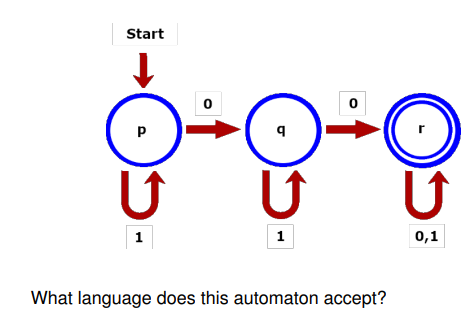 Start
0
0
p
q
r
1
1
0,1
What language does this automaton accept?